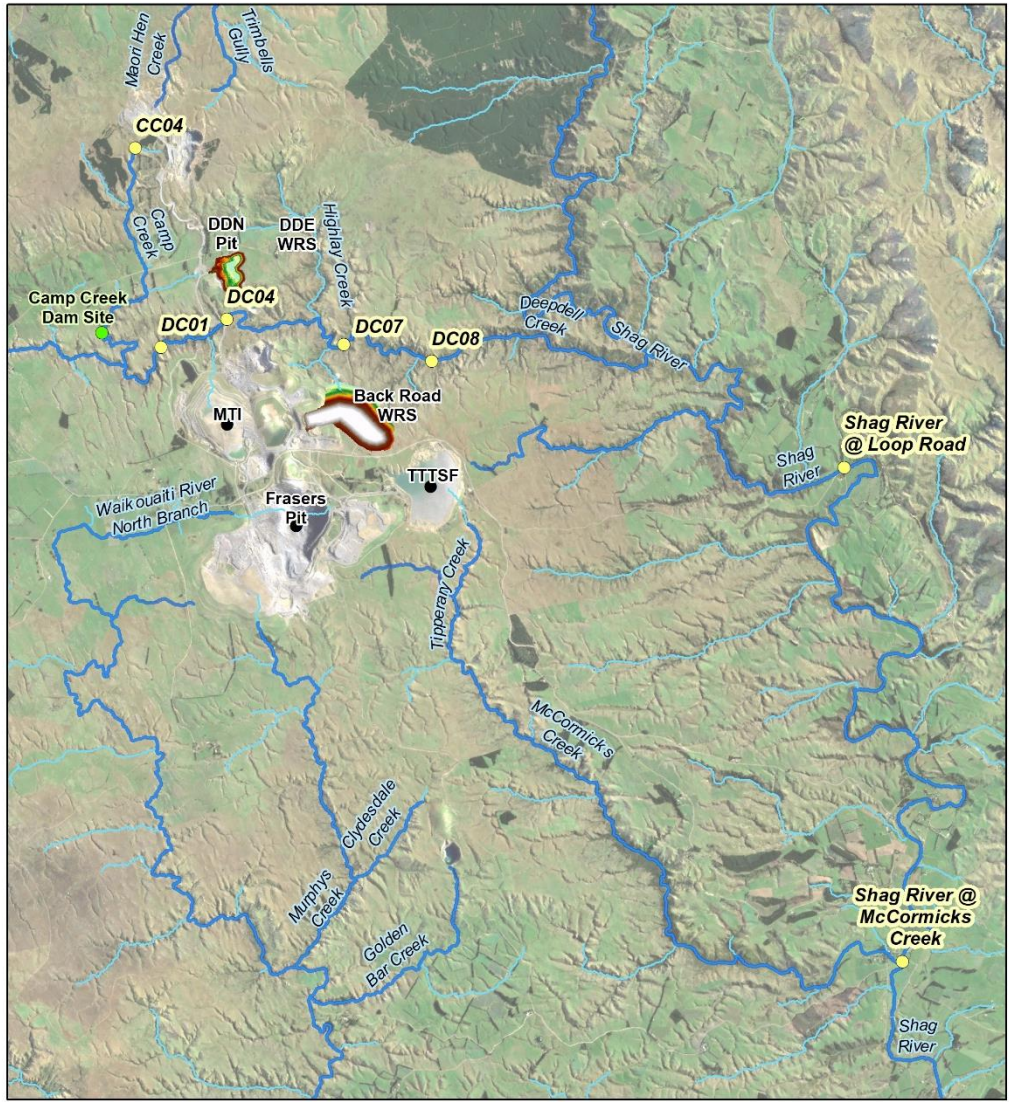 Maori Hen
Creek
Trimbells
Gully
CC04
Camp
Creek
DDN
Pit
DDE
WRS
Highlay Creek
Camp Creek
Dam Site
DC01
DC04
DC07
DC08
Deepdell
Creek
Shag River
MTI
Back Road
WRS
Shag River
@ Loop Road
Shag
River
TTTSF
Waikouaiti River
North Branch
Frasers
Pit
Tipperary Creek
McCormicks
Creek
Clydesdale
Creek
Murphys
Creek
Golden
Bar Creek
Shag River @
McCormicks
Creek
Shag
River